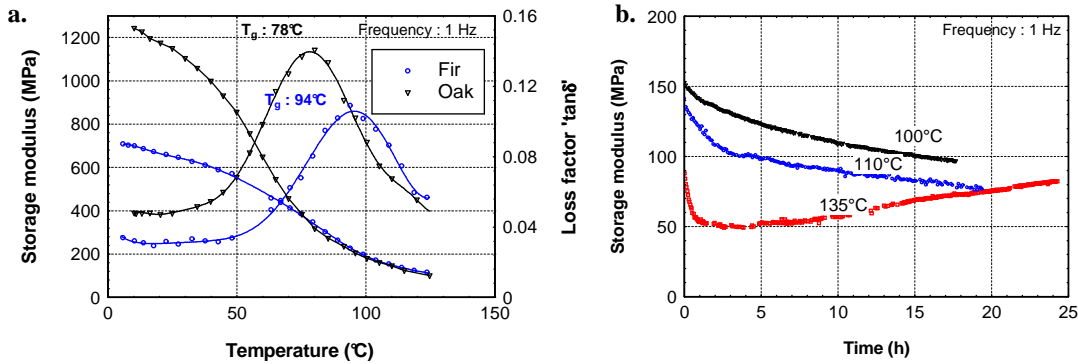 a.
Storage modulus (MPa)
1200
1000
800
600
400
200
0
Tg : 78°C
Tg : 94°C
Frequency : 1 Hz
Fir
Oak
0.16
0.12
0.08
0.04
0
Loss factor 'tanδ'
0
50
100
150
Temperature (°C)
b.
Storage modulus (MPa)
200
150
100
50
0
Frequency : 1 Hz
100°C
110°C
135°C
0
5
10
15
20
25
Time (h)